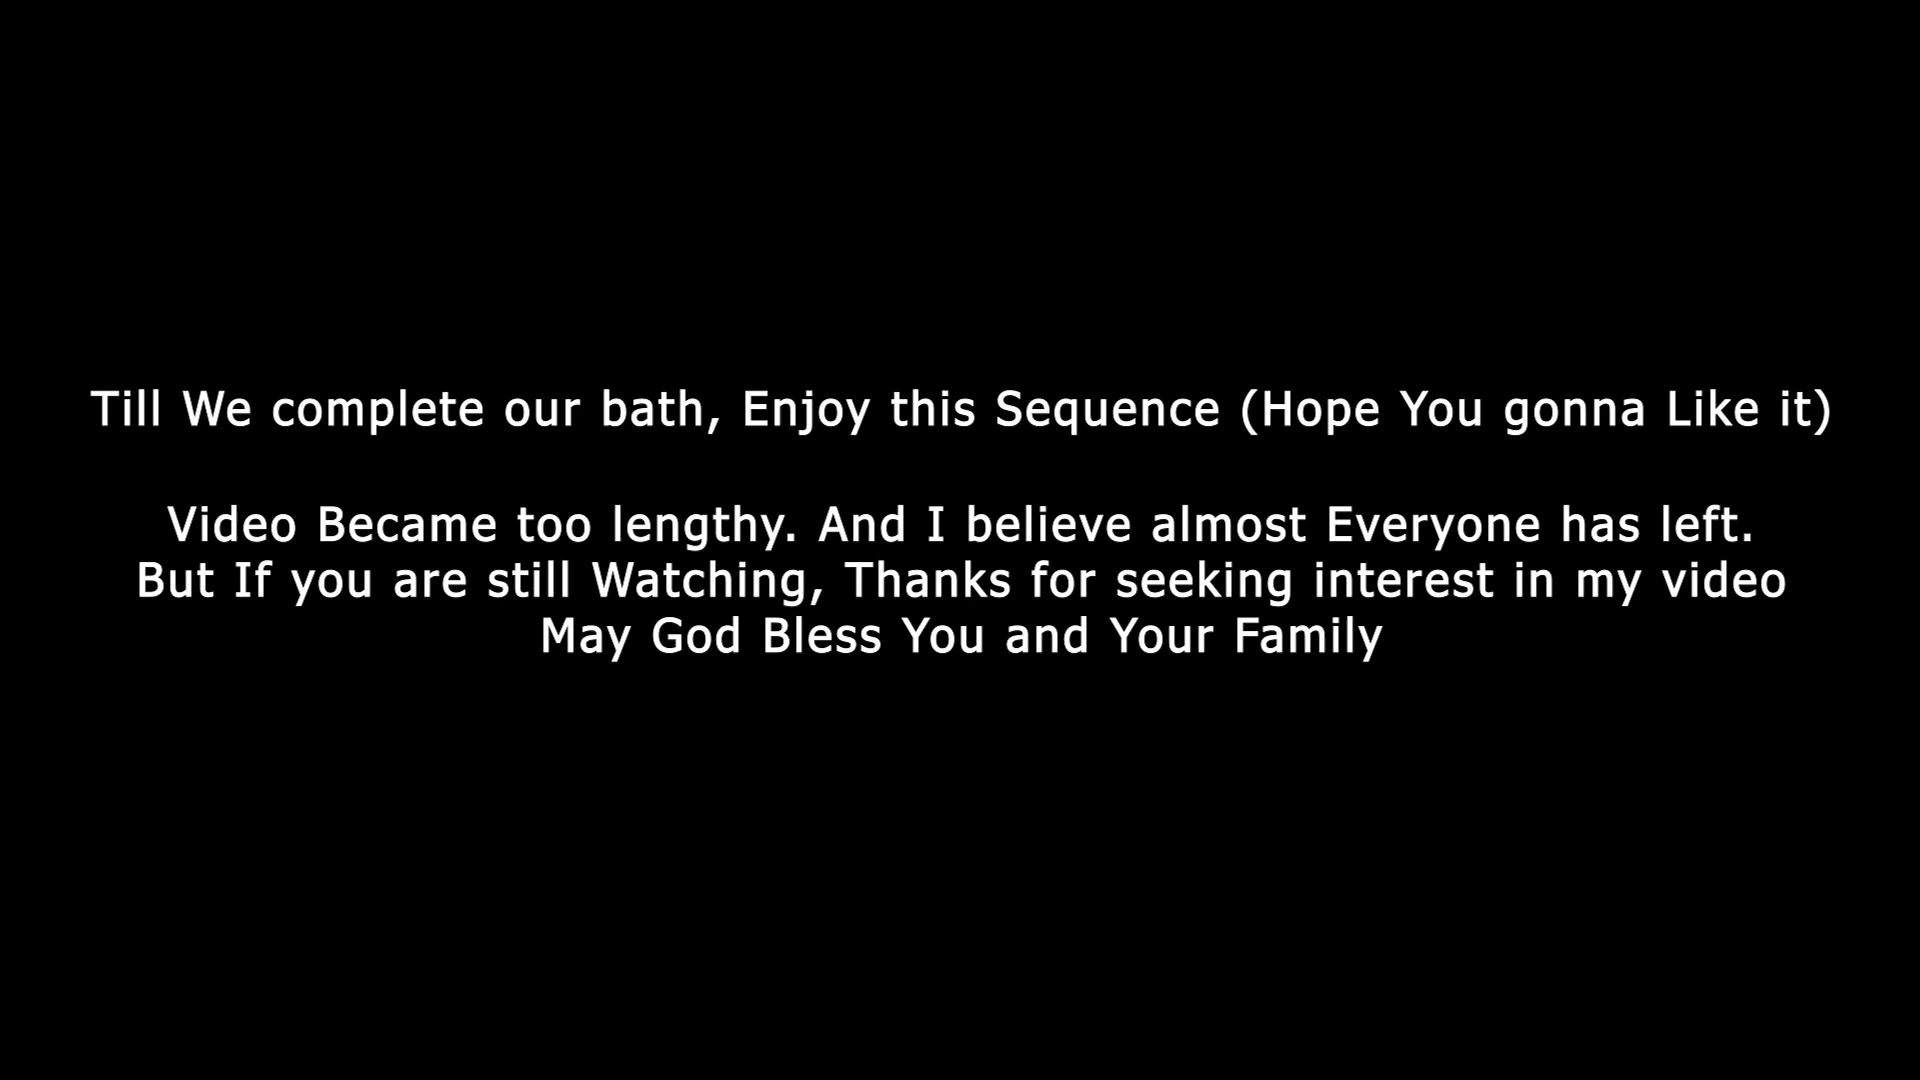 Till We complete our bath, Enjoy this Sequence (Hope You gonna Like it)
Video Became too lengthy. And I believe almost Everyone has left.
But If you are still Watching, Thanks for seeking interest in my video
May God Bless You and Your Family